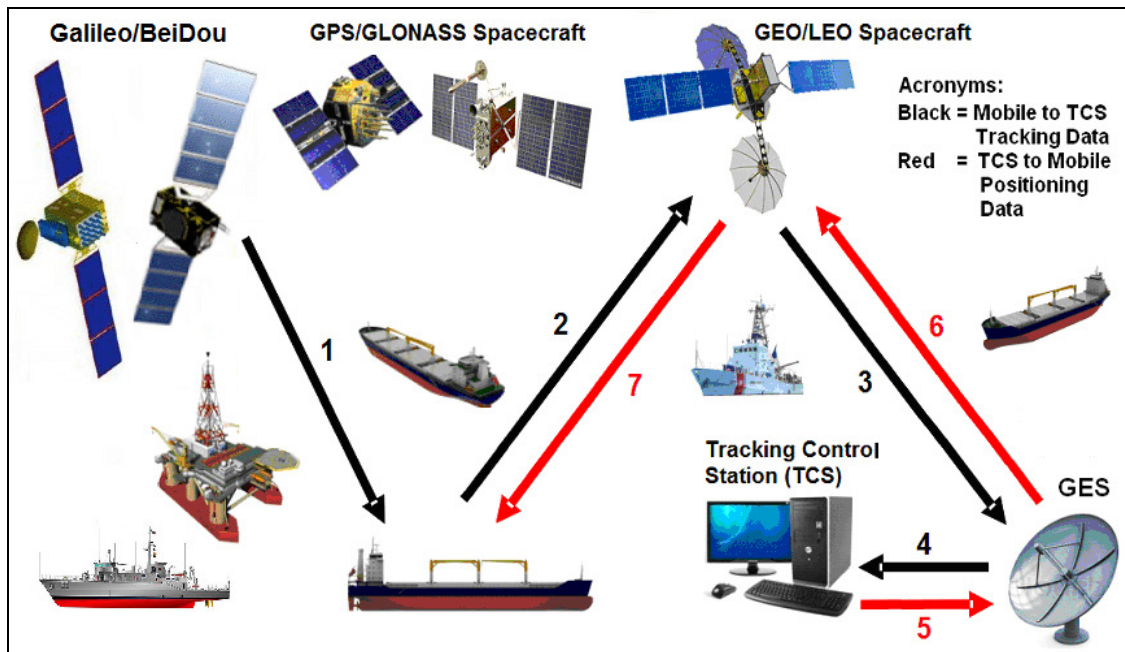 Galileo/BeiDou
GPS/GLONASS Spacecraft
GEO/LEO Spacecraft
Acronyms:
Black = Mobile to TCS
Tracking Data
Red = TCS to Mobile
Positioning
Data
1
2
7
3
6
Tracking Control
Station (TCS)
GES
4
5